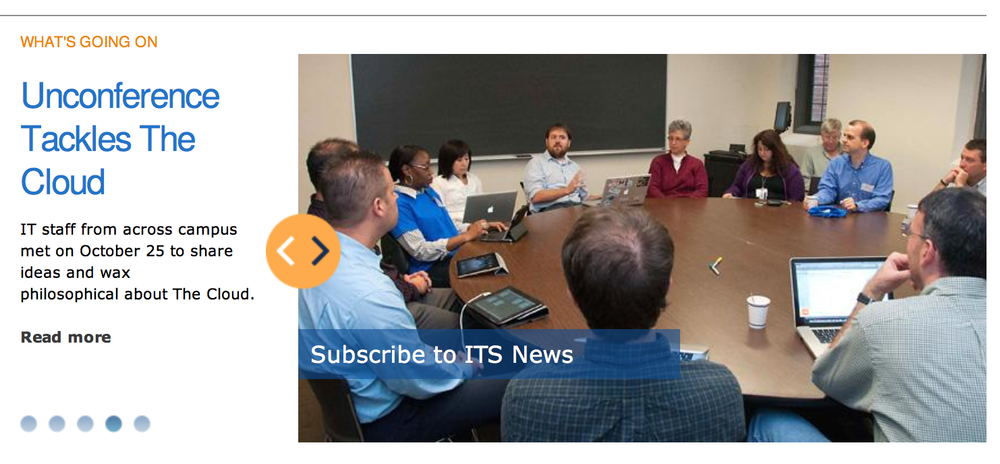 WHAT'S GOING ON
Unconference
Tackles The
Cloud
IT staff from across campus
met on October 25 to share
ideas and wax
philosophical about The Cloud.
Read more
Subscribe to ITS News